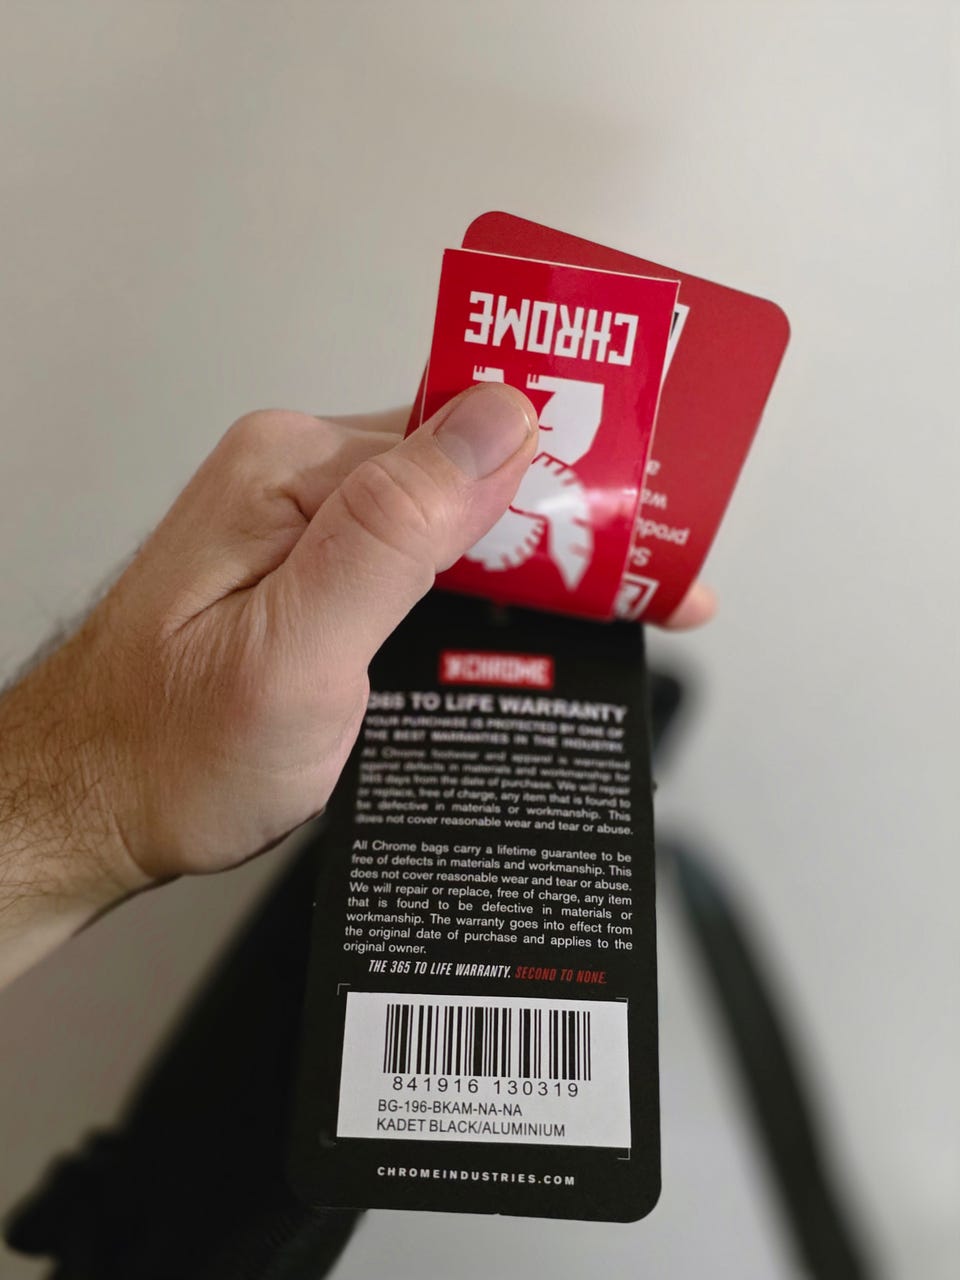 CHROME
a
wa
produ
S
CHROME
365 TO LIFE WARRANTY
YOUR PURCHASE IS PROTECTED BY ONE OF
THE BEST WARRANTIES IN THE INDUSTRY.
All Chrome footwear and apparel is warranted
against defects in materials and workmanship for
365 days from the date of purchase. We will repair
or replace, free of charge, any item that is found to
be defective in materials or workmanship. This
does not cover reasonable wear and tear or abuse.
All Chrome bags carry a lifetime guarantee to be
free of defects in materials and workmanship. This
does not cover reasonable wear and tear or abuse.
We will repair or replace, free of charge, any item
that is found to be defective in materials or
workmanship. The warranty goes into effect from
the original date of purchase and applies to the
original owner.
THE 365 TO LIFE WARRANTY. SECOND TO NONE.
841916 130319
BG-196-BKAM-NA-NA
KADET BLACK/ALUMINIUM
CHROMEINDUSTRIES.COM